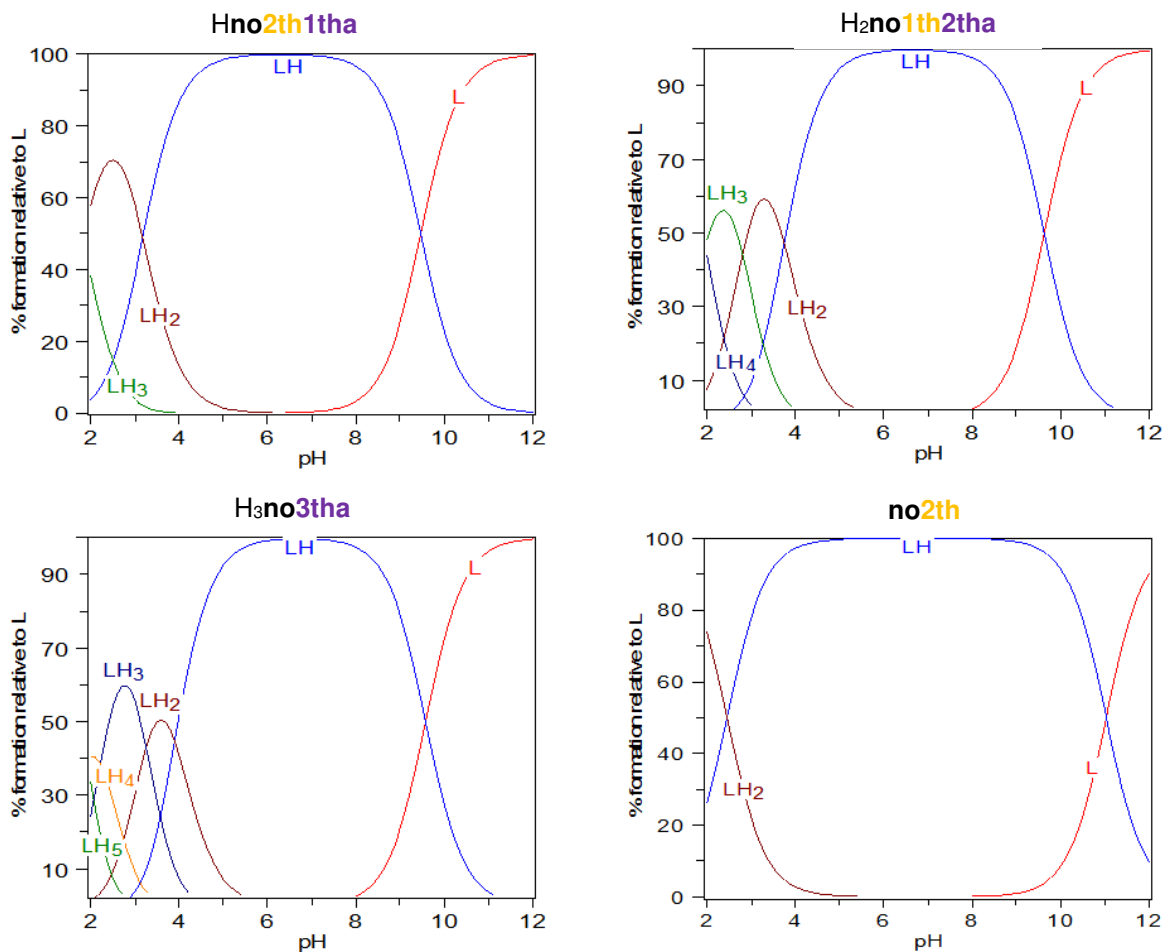 Hno2th1tha
% formation relative to L
100
80
60
40
20
0
LH
L
LH2
LH3
2 4 6 8 10 12
pH
H2no1th2tha
% formation relative to L
90
70
50
30
10
LH
L
LH3
LH2
LH4
2 4 6 8 10 12
pH
H3no3tha
% formation relative to L
90
70
50
30
10
LH
L
LH3
LH2
LH4
LH5
2 4 6 8 10 12
pH
no2th
% formation relative to L
100
80
60
40
20
0
LH
L
LH2
2 4 6 8 10 12
pH